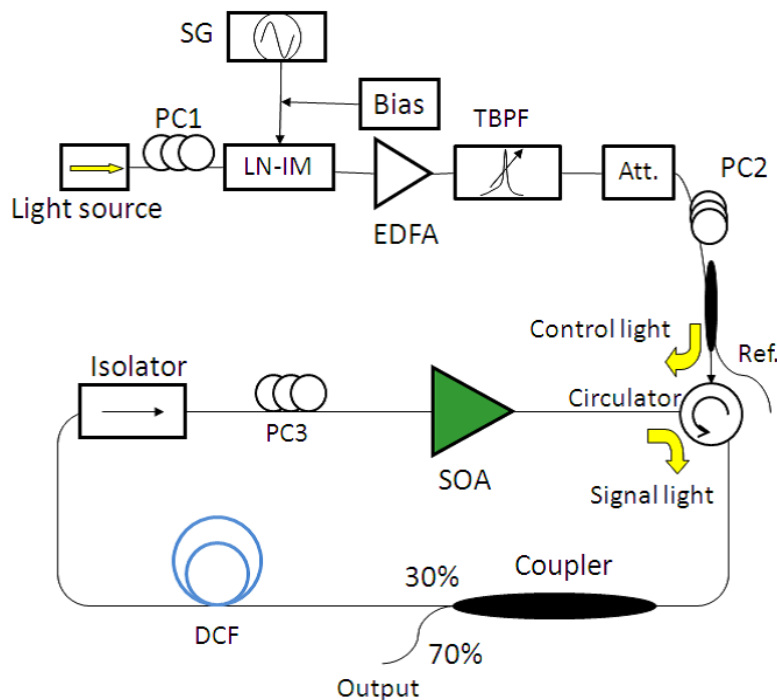 SG
PC1
Bias
TBPF
LN-IM
Att.
PC2
Light source
EDFA
Control light
Ref.
Isolator
Circulator
PC3
SOA
Signal light
Coupler
30%
DCF
70%
Output